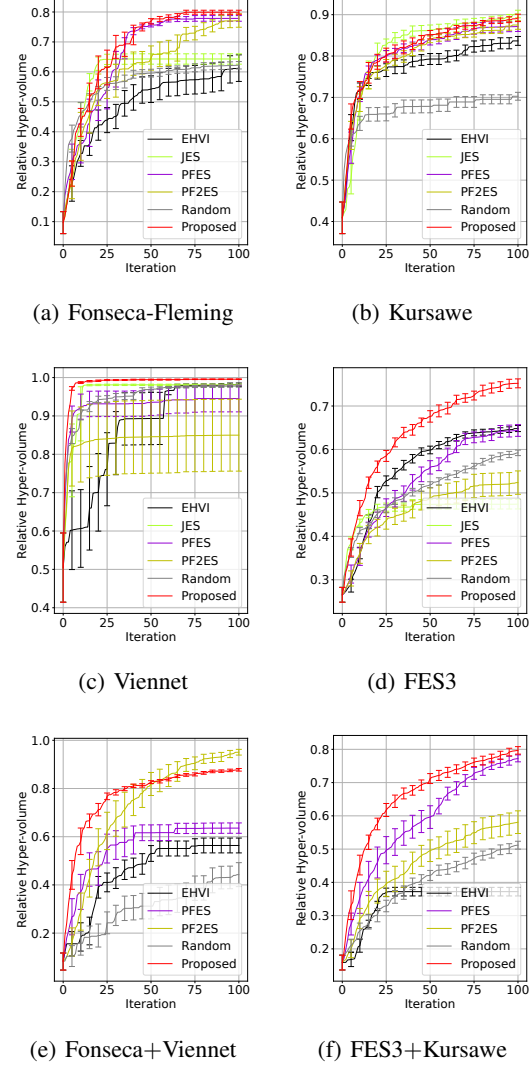 Relative Hyper-volume
0.8
0.7
0.6
0.5
0.4
0.3
0.2
0.1
EHVI
JES
PFES
PF2ES
Random
Proposed
0 25 50 75 100
Iteration
(a) Fonseca-Fleming
Relative Hyper-volume
0.9
0.8
0.7
0.6
0.5
0.4
EHVI
JES
PFES
PF2ES
Random
Proposed
0 25 50 75 100
Iteration
(b) Kursawe
Relative Hyper-volume
1.0
0.9
0.8
0.7
0.6
0.5
0.4
EHVI
JES
PFES
PF2ES
Random
Proposed
0 25 50 75 100
Iteration
(c) Viennet
Relative Hyper-volume
0.7
0.6
0.5
0.4
0.3
EHVI
JES
PFES
PF2ES
Random
Proposed
0 25 50 75 100
Iteration
(d) FES3
Relative Hyper-volume
1.0
0.8
0.6
0.4
0.2
EHVI
PFES
PF2ES
Random
Proposed
0 25 50 75 100
Iteration
(e) Fonseca+Viennet
Relative Hyper-volume
0.8
0.7
0.6
0.5
0.4
0.3
0.2
EHVI
PFES
PF2ES
Random
Proposed
0 25 50 75 100
Iteration
(f) FES3+Kursawe